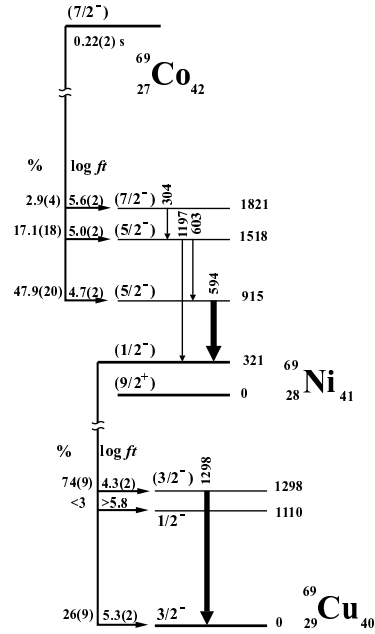 (7/2⁻)
0.22(2) s
⁶⁹₂₇Co₄₂
% log ft
2.9(4) 5.6(2) (7/2⁻) 304 1821
17.1(18) 5.0(2) (5/2⁻) 1197 603 1518
47.9(20) 4.7(2) (5/2⁻) 594 915
(1/2⁻) 321
⁶⁹₂₈Ni₄₁
(9/2⁺) 0
% log ft
74(9) 4.3(2) (3/2⁻) 1298 1298
<3 >5.8 1/2⁻ 1110
26(9) 5.3(2) 3/2⁻ 0
⁶⁹₂₉Cu₄₀